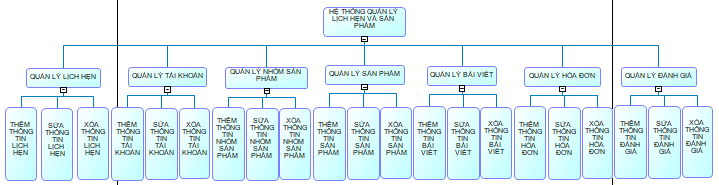 HỆ THỐNG QUẢN LÝ
LỊCH HẸN VÀ SẢN
PHẨM
QUẢN LÝ LỊCH HẸN
QUẢN LÝ TÀI KHOẢN
QUẢN LÝ NHÓM SẢN
PHẨM
QUẢN LÝ SẢN PHẨM
QUẢN LÝ BÀI VIẾT
QUẢN LÝ HÓA ĐƠN
QUẢN LÝ ĐÁNH GIÁ
THÊM
THÔNG
TIN
LỊCH
HẸN
SỬA
THÔNG
TIN
LỊCH
HẸN
XÓA
THÔNG
TIN
LỊCH
HẸN
THÊM
THÔNG
TIN
TÀI
KHOẢN
SỬA
THÔNG
TIN
TÀI
KHOẢN
XÓA
THÔNG
TIN
TÀI
KHOẢN
THÊM
THÔNG
TIN
NHÓM
SẢN
PHẨM
SỬA
THÔNG
TIN
NHÓM
SẢN
PHẨM
XÓA
THÔNG
TIN
NHÓM
SẢN
PHẨM
THÊM
THÔNG
TIN
SẢN
PHẨM
SỬA
THÔNG
TIN
SẢN
PHẨM
XÓA
THÔNG
TIN
SẢN
PHẨM
THÊM
THÔNG
TIN
BÀI
VIẾT
SỬA
THÔNG
TIN
BÀI
VIẾT
XÓA
THÔNG
TIN
BÀI
VIẾT
THÊM
THÔNG
TIN
HÓA
ĐƠN
SỬA
THÔNG
TIN
HÓA
ĐƠN
XÓA
THÔNG
TIN
HÓA
ĐƠN
THÊM
THÔNG
TIN
ĐÁNH
GIÁ
SỬA
THÔNG
TIN
ĐÁNH
GIÁ
XÓA
THÔNG
TIN
ĐÁNH
GIÁ